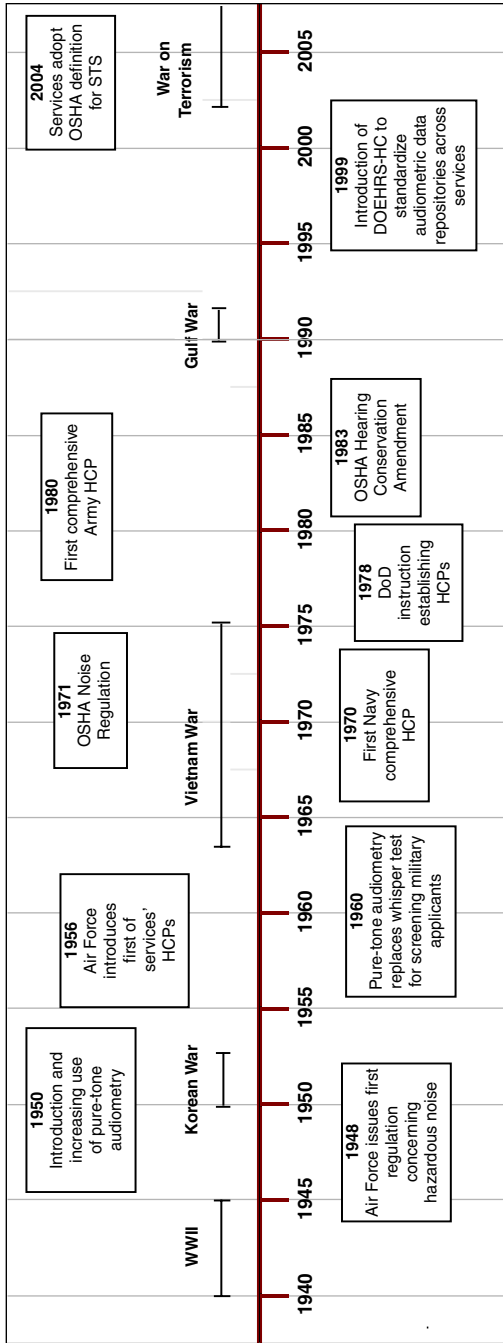 1950
Introduction and
increasing use
of pure-tone
audiometry
1956
Air Force
introduces
first of
services'
HCPs
1971
OSHA Noise
Regulation
1980
First comprehensive
Army HCP
2004
Services adopt
OSHA definition
for STS
WWII
Korean War
Vietnam War
Gulf War
War on
Terrorism
1940
1945
1950
1955
1960
1965
1970
1975
1980
1985
1990
1995
2000
2005
1948
Air Force issues first
regulation
concerning
hazardous noise
1960
Pure-tone audiometry
replaces whisper test
for screening military
applicants
1970
First Navy
comprehensive
HCP
1978
DoD
instruction
establishing
HCPs
1983
OSHA Hearing
Conservation
Amendment
1999
Introduction of
DOEHRS-HC to
standardize
audiometric data
repositories across
services